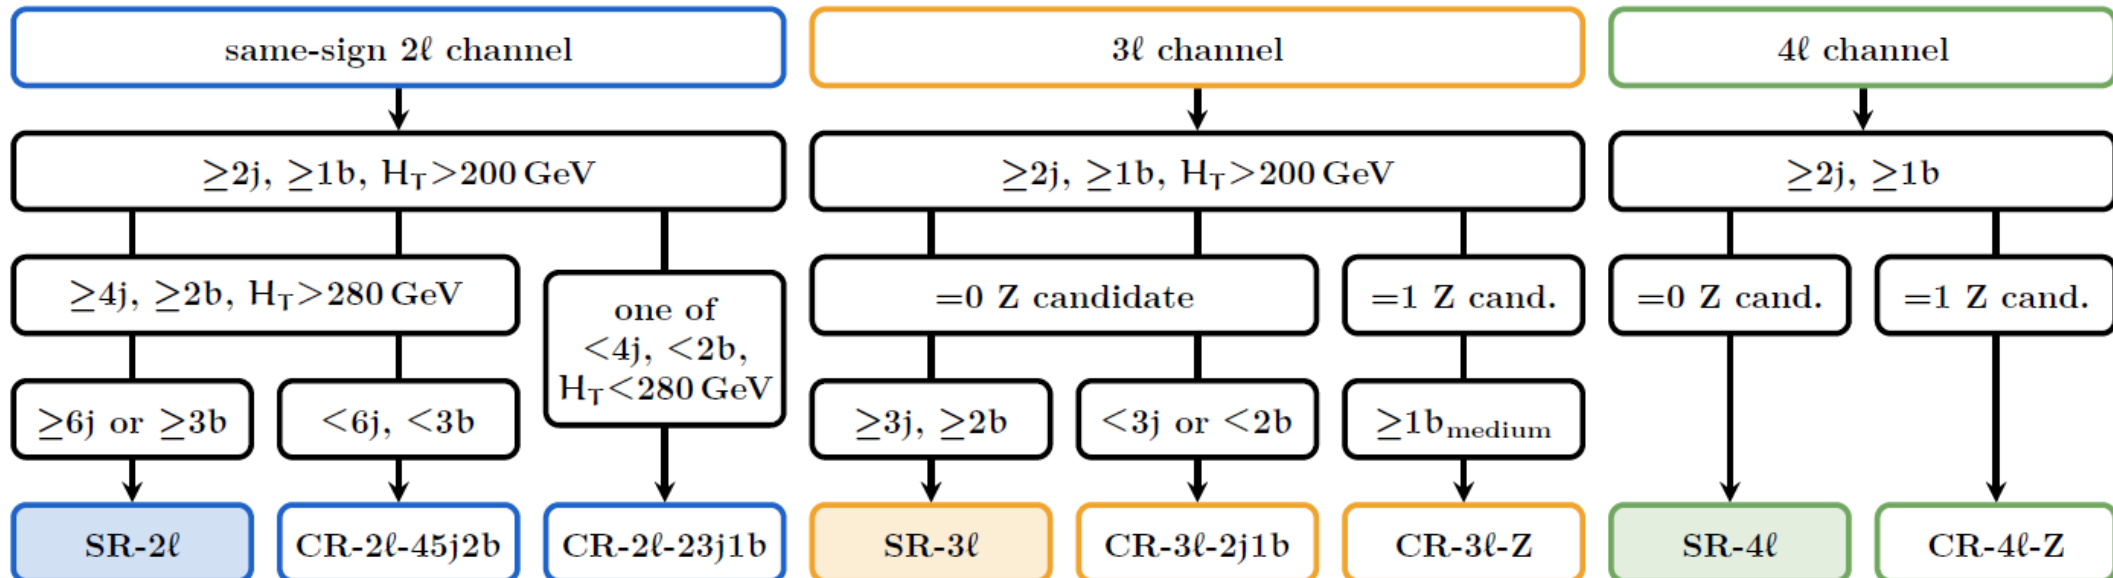 same-sign 2ℓ channel
3ℓ channel
4ℓ channel
≥2j, ≥1b, H_T>200 GeV
≥2j, ≥1b, H_T>200 GeV
≥2j, ≥1b
≥4j, ≥2b, H_T>280 GeV
one of
<4j, <2b,
H_T<280 GeV
=0 Z candidate
=1 Z cand.
=0 Z cand.
=1 Z cand.
≥6j or ≥3b
<6j, <3b
≥3j, ≥2b
<3j or <2b
≥1b_medium
SR-2ℓ
CR-2ℓ-45j2b
CR-2ℓ-23j1b
SR-3ℓ
CR-3ℓ-2j1b
CR-3ℓ-Z
SR-4ℓ
CR-4ℓ-Z